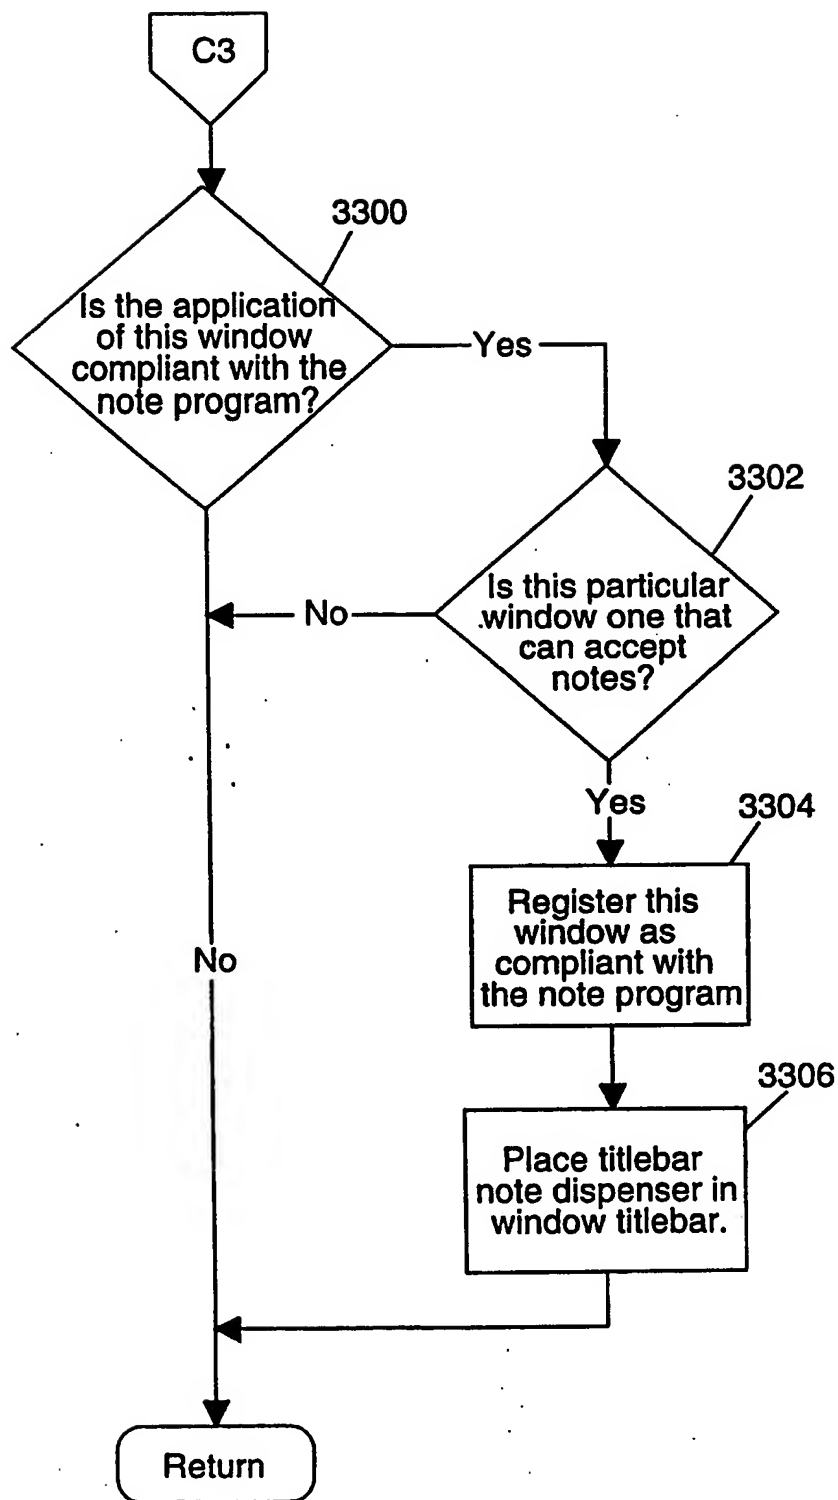 C3
3300
Is the application
of this window
compliant with the
note program?
Yes
3302
Is this particular
window one that
can accept
notes?
No
Yes
3304
Register this
window as
compliant with
the note program
No
3306
Place titlebar
note dispenser in
window titlebar.
Return